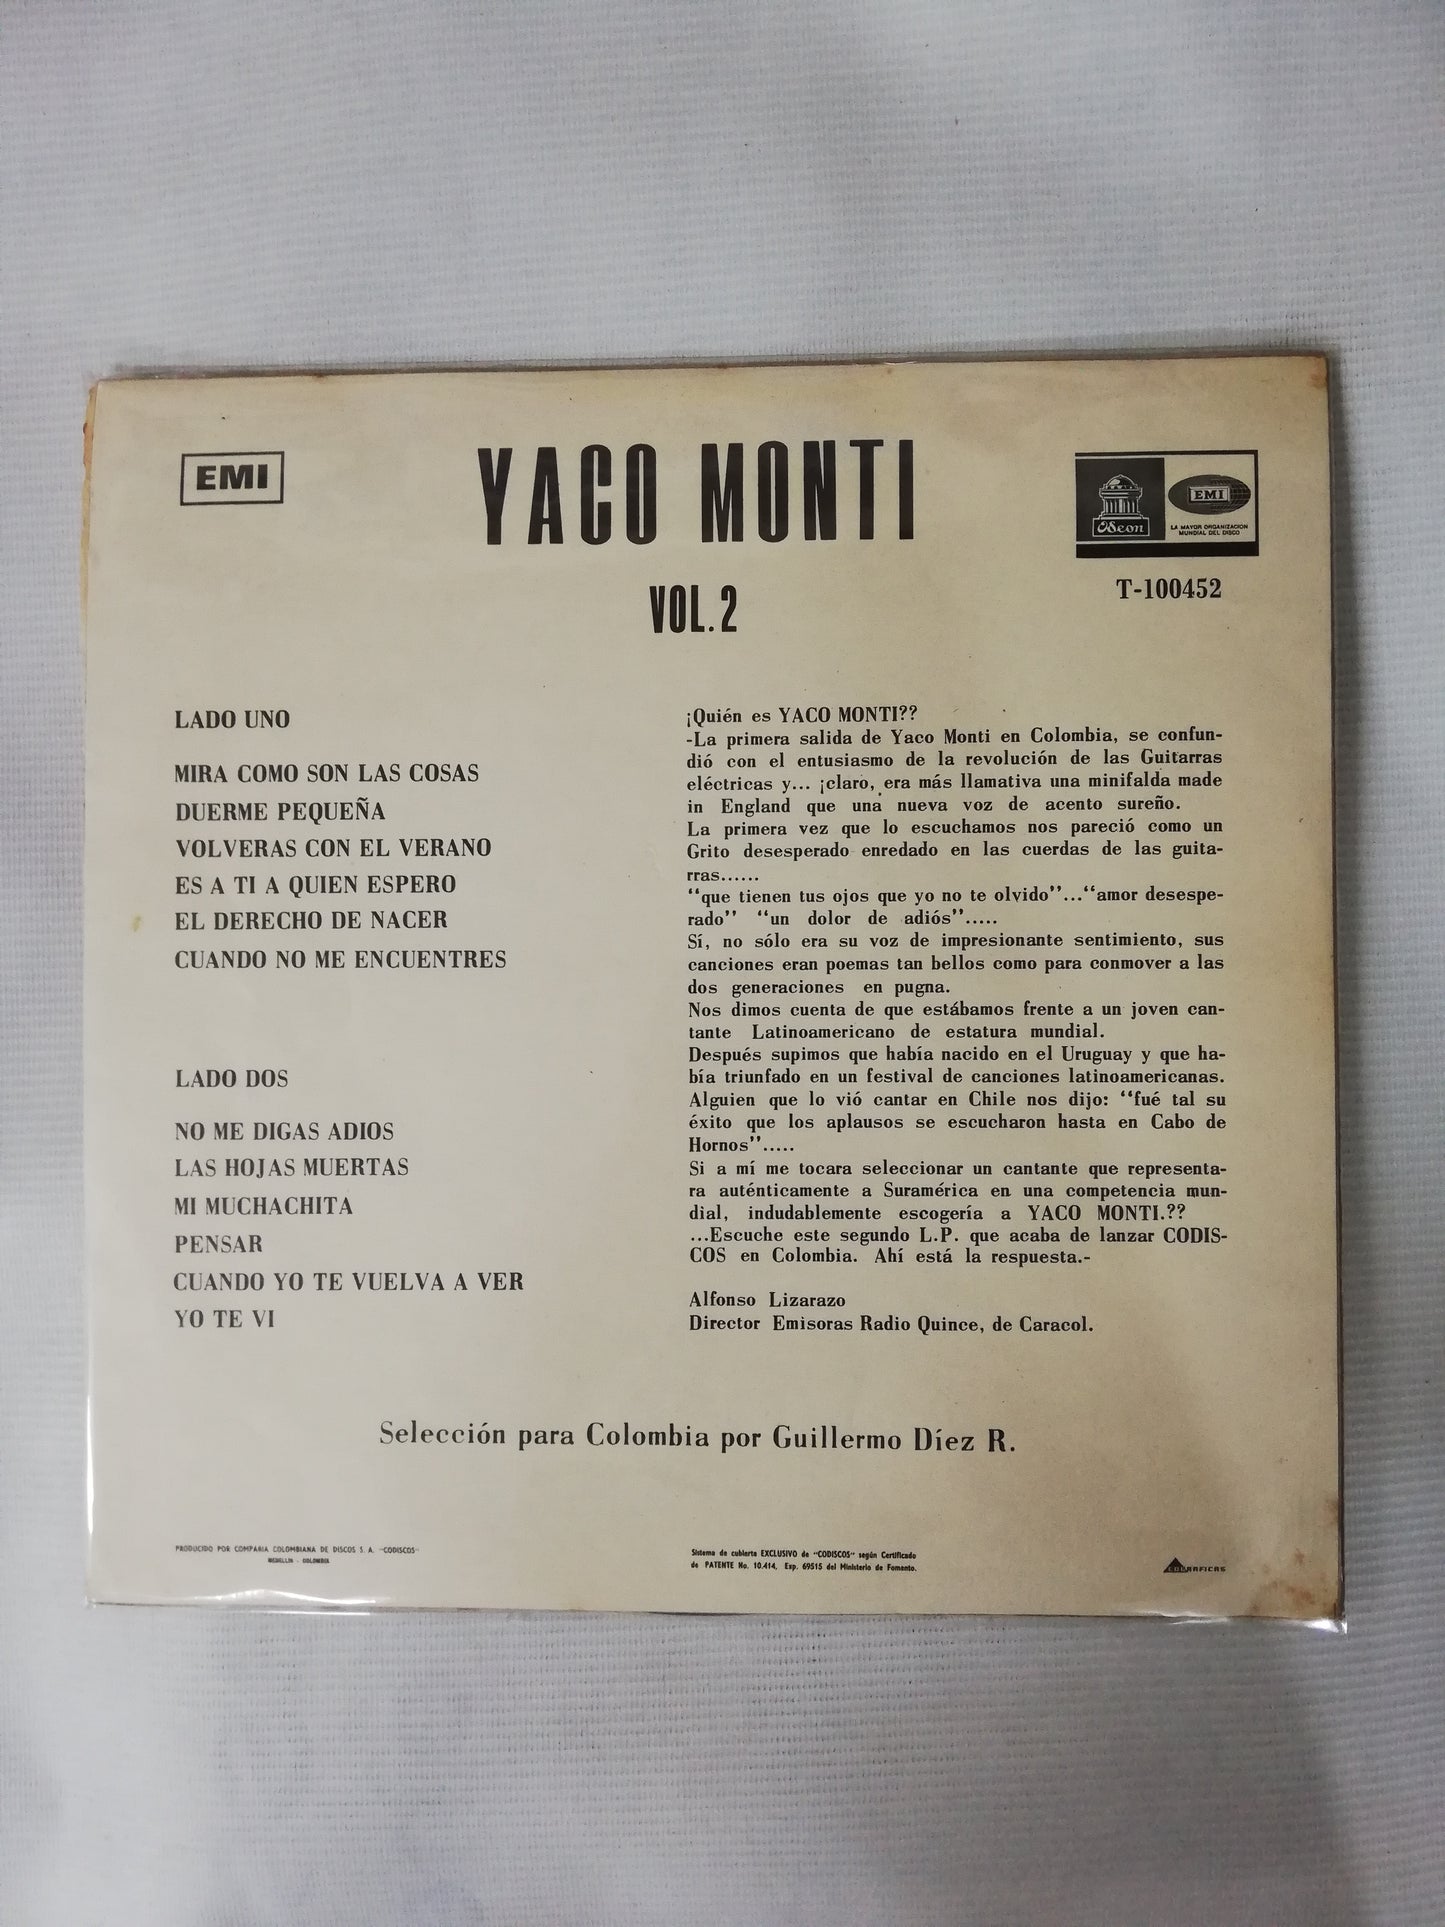 EMI
YACO MONTI
VOL. 2
Odeon
EMI
LA MAYOR ORGANIZACION
MUNDIAL DEL DISCO
T-100452
LADO UNO
MIRA COMO SON LAS COSAS
DUERME PEQUEÑA
VOLVERAS CON EL VERANO
ES A TI A QUIEN ESPERO
EL DERECHO DE NACER
CUANDO NO ME ENCUENTRES
LADO DOS
NO ME DIGAS ADIOS
LAS HOJAS MUERTAS
MI MUCHACHITA
PENSAR
CUANDO YO TE VUELVA A VER
YO TE VI
¡Quién es YACO MONTI??
-La primera salida de Yaco Monti en Colombia, se confun-
dió con el entusiasmo de la revolución de las Guitarras
eléctricas y... ¡claro, era más llamativa una minifalda made
in England que una nueva voz de acento sureño.
La primera vez que lo escuchamos nos pareció como un
Grito desesperado enredado en las cuerdas de las guita-
rras......
“que tienen tus ojos que yo no te olvido”...“amor desespe-
rado” “un dolor de adiós”.....
Sí, no sólo era su voz de impresionante sentimiento, sus
canciones eran poemas tan bellos como para conmover a las
dos generaciones en pugna.
Nos dimos cuenta de que estábamos frente a un joven can-
tante Latinoamericano de estatura mundial.
Después supimos que había nacido en el Uruguay y que ha-
bía triunfado en un festival de canciones latinoamericanas.
Alguien que lo vió cantar en Chile nos dijo: “fué tal su
éxito que los aplausos se escucharon hasta en Cabo de
Hornos”.....
Si a mí me tocara seleccionar un cantante que representa-
ra auténticamente a Suramérica en una competencia mun-
dial, indudablemente escogería a YACO MONTI.??
...Escuche este segundo L.P. que acaba de lanzar CODIS-
COS en Colombia. Ahí está la respuesta.-
Alfonso Lizarazo
Director Emisoras Radio Quince, de Caracol.
Selección para Colombia por Guillermo Díez R.
PRODUCIDO POR COMPAÑIA COLOMBIANA DE DISCOS S. A. "CODISCOS"
MEDELLIN - COLOMBIA
Sistema de cubierta EXCLUSIVO de "CODISCOS" según Certificado
de PATENTE No. 10.414, Exp. 69515 del Ministerio de Fomento.
COLGRAFICAS